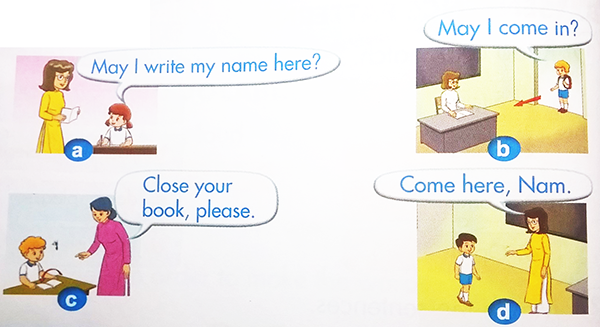 May I write my name here?
a
May I come in?
b
Close your
book, please.
c
Come here, Nam.
d